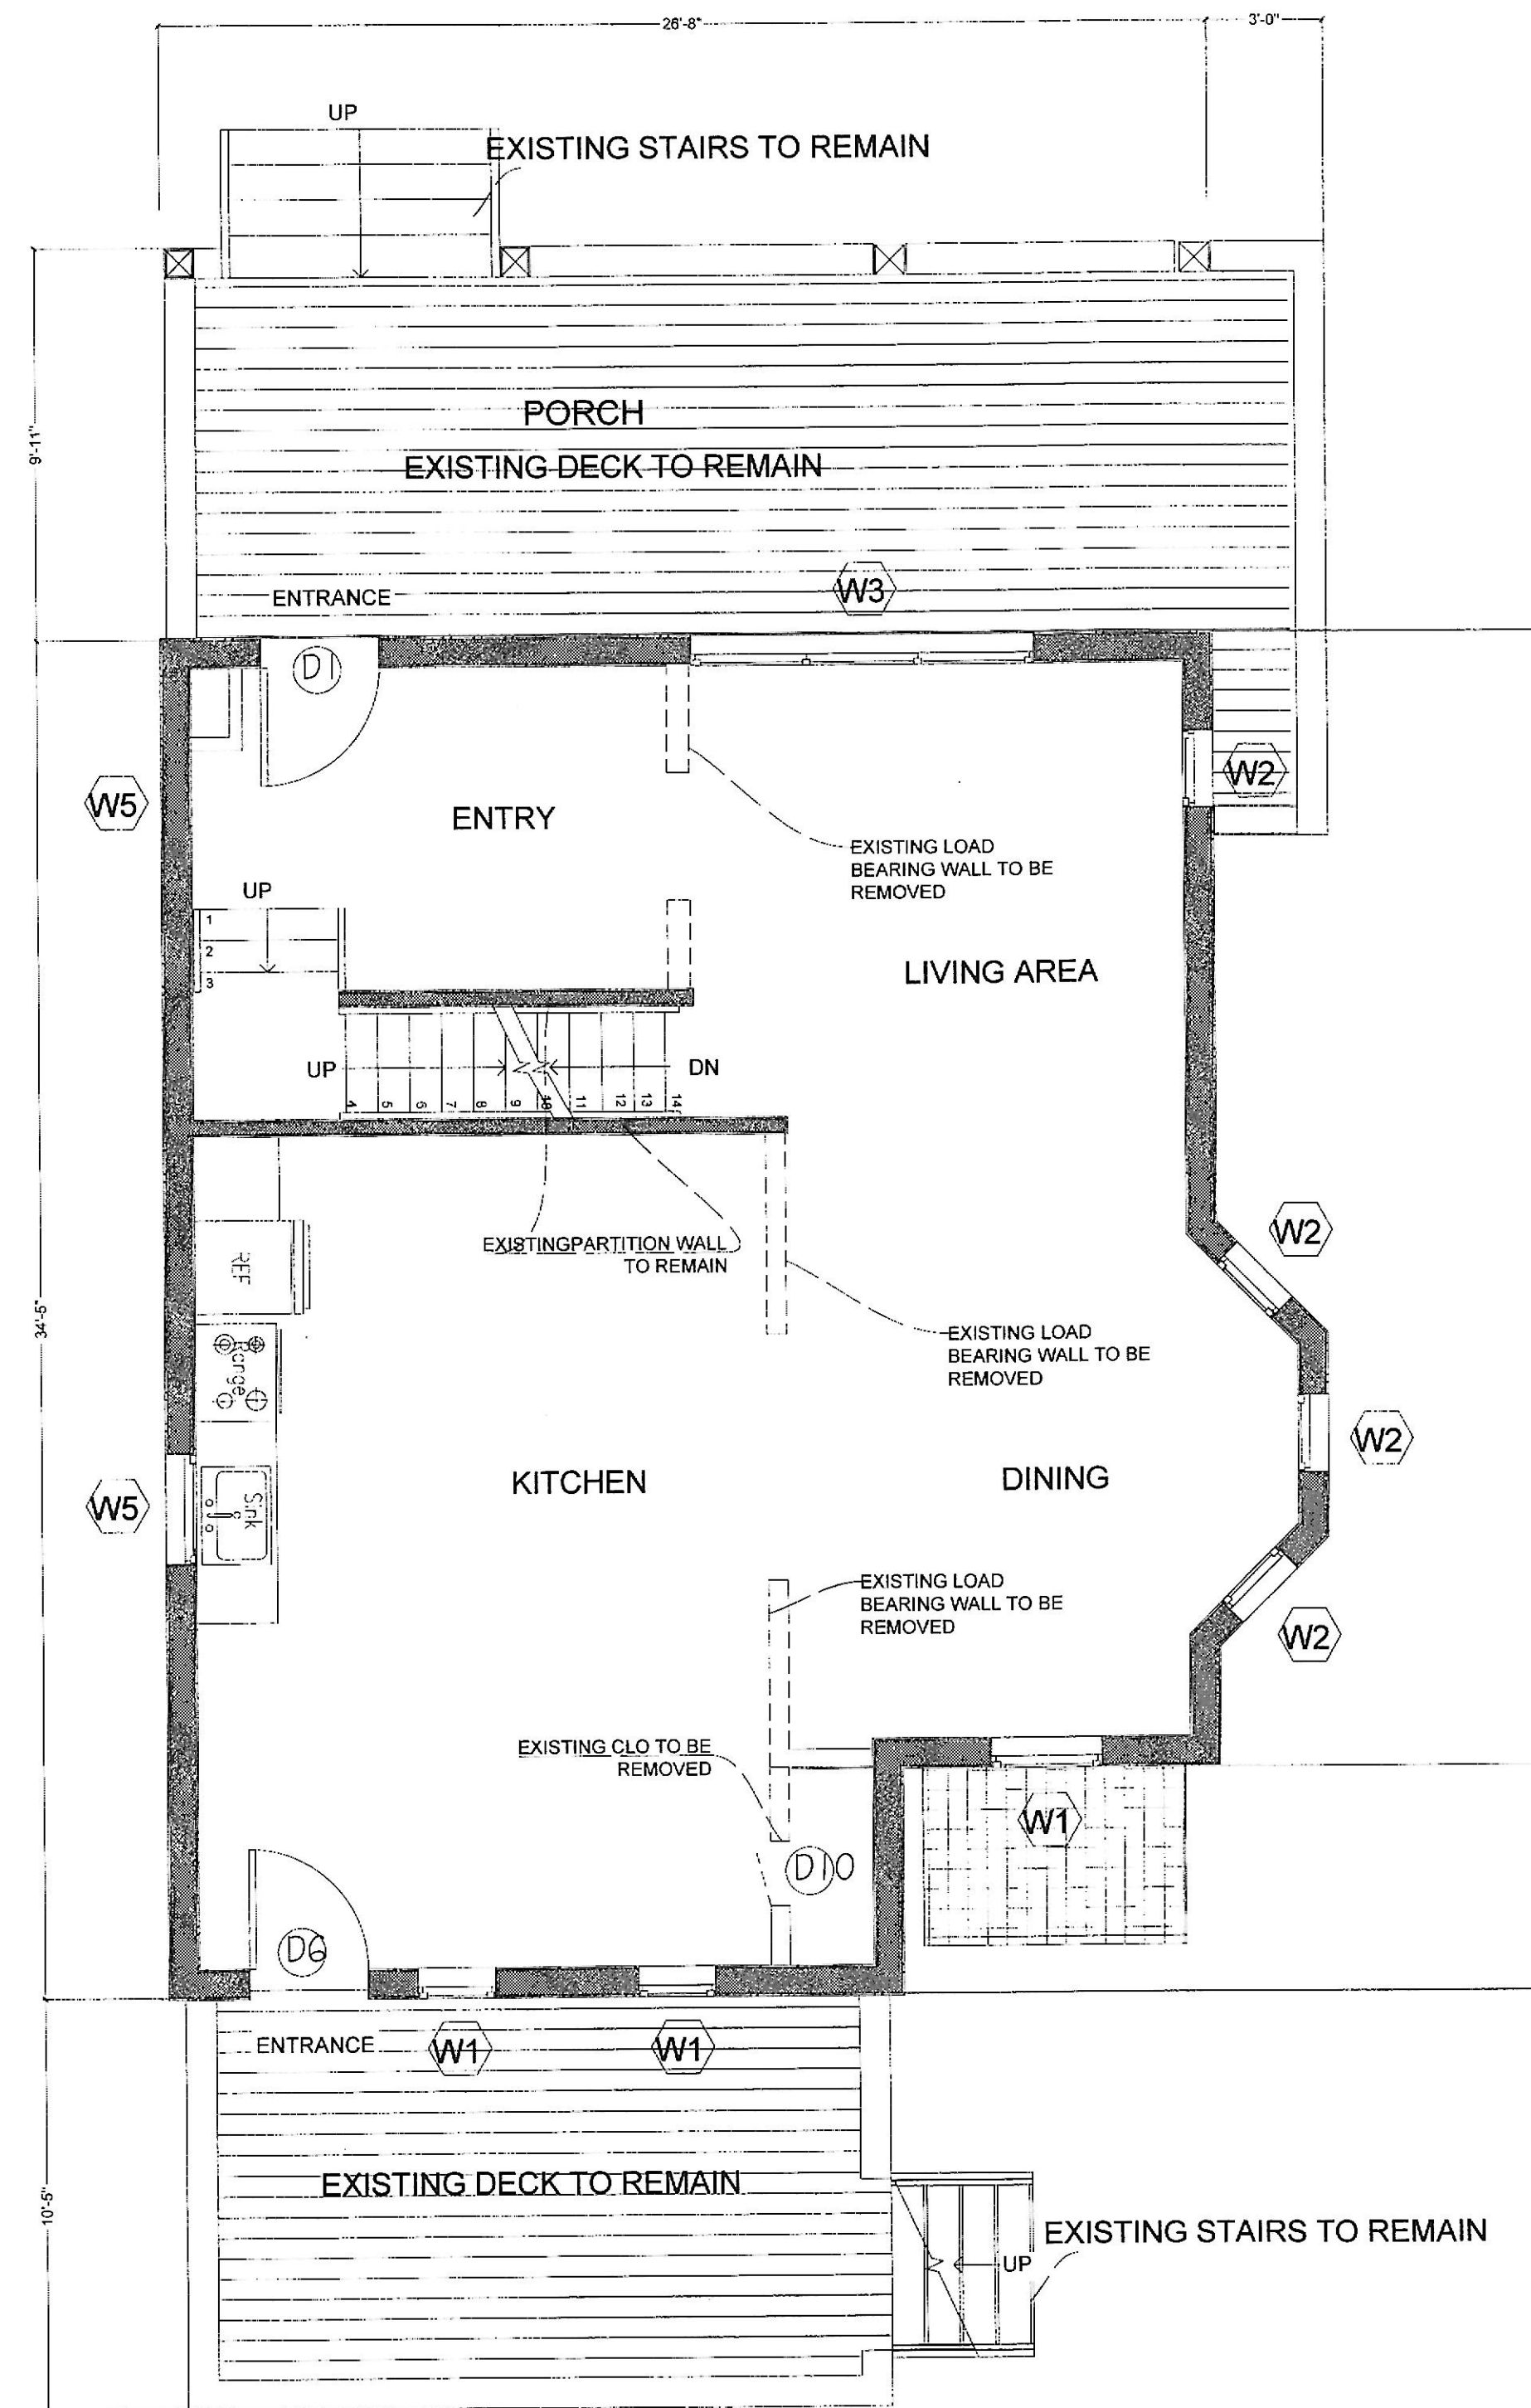 26'-8"
3'-0"
UP
EXISTING STAIRS TO REMAIN
PORCH
9'-11"
EXISTING DECK TO REMAIN
W3
ENTRANCE
D1
W2
W5
ENTRY
EXISTING LOAD
BEARING WALL TO BE
REMOVED
UP
1
2
3
LIVING AREA
UP
DN
4
5
6
7
8
9
10
11
12
13
14
W2
EXISTINGPARTITION WALL
TO REMAIN
REF
34'-5"
EXISTING LOAD
BEARING WALL TO BE
REMOVED
Range
W2
KITCHEN
DINING
W5
Sink
EXISTING LOAD
BEARING WALL TO BE
REMOVED
W2
EXISTING CLO TO BE
REMOVED
W1
D10
D6
ENTRANCE
W1
W1
EXISTING DECK TO REMAIN
10'-5"
EXISTING STAIRS TO REMAIN
UP